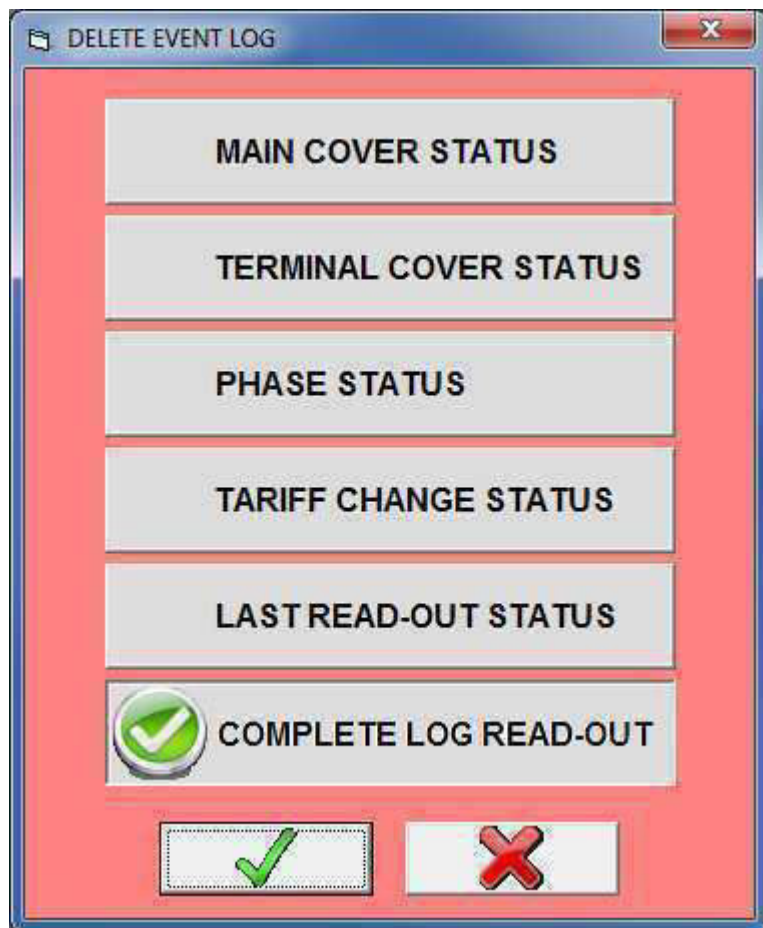 DELETE EVENT LOG
MAIN COVER STATUS
TERMINAL COVER STATUS
PHASE STATUS
TARIFF CHANGE STATUS
LAST READ-OUT STATUS
COMPLETE LOG READ-OUT